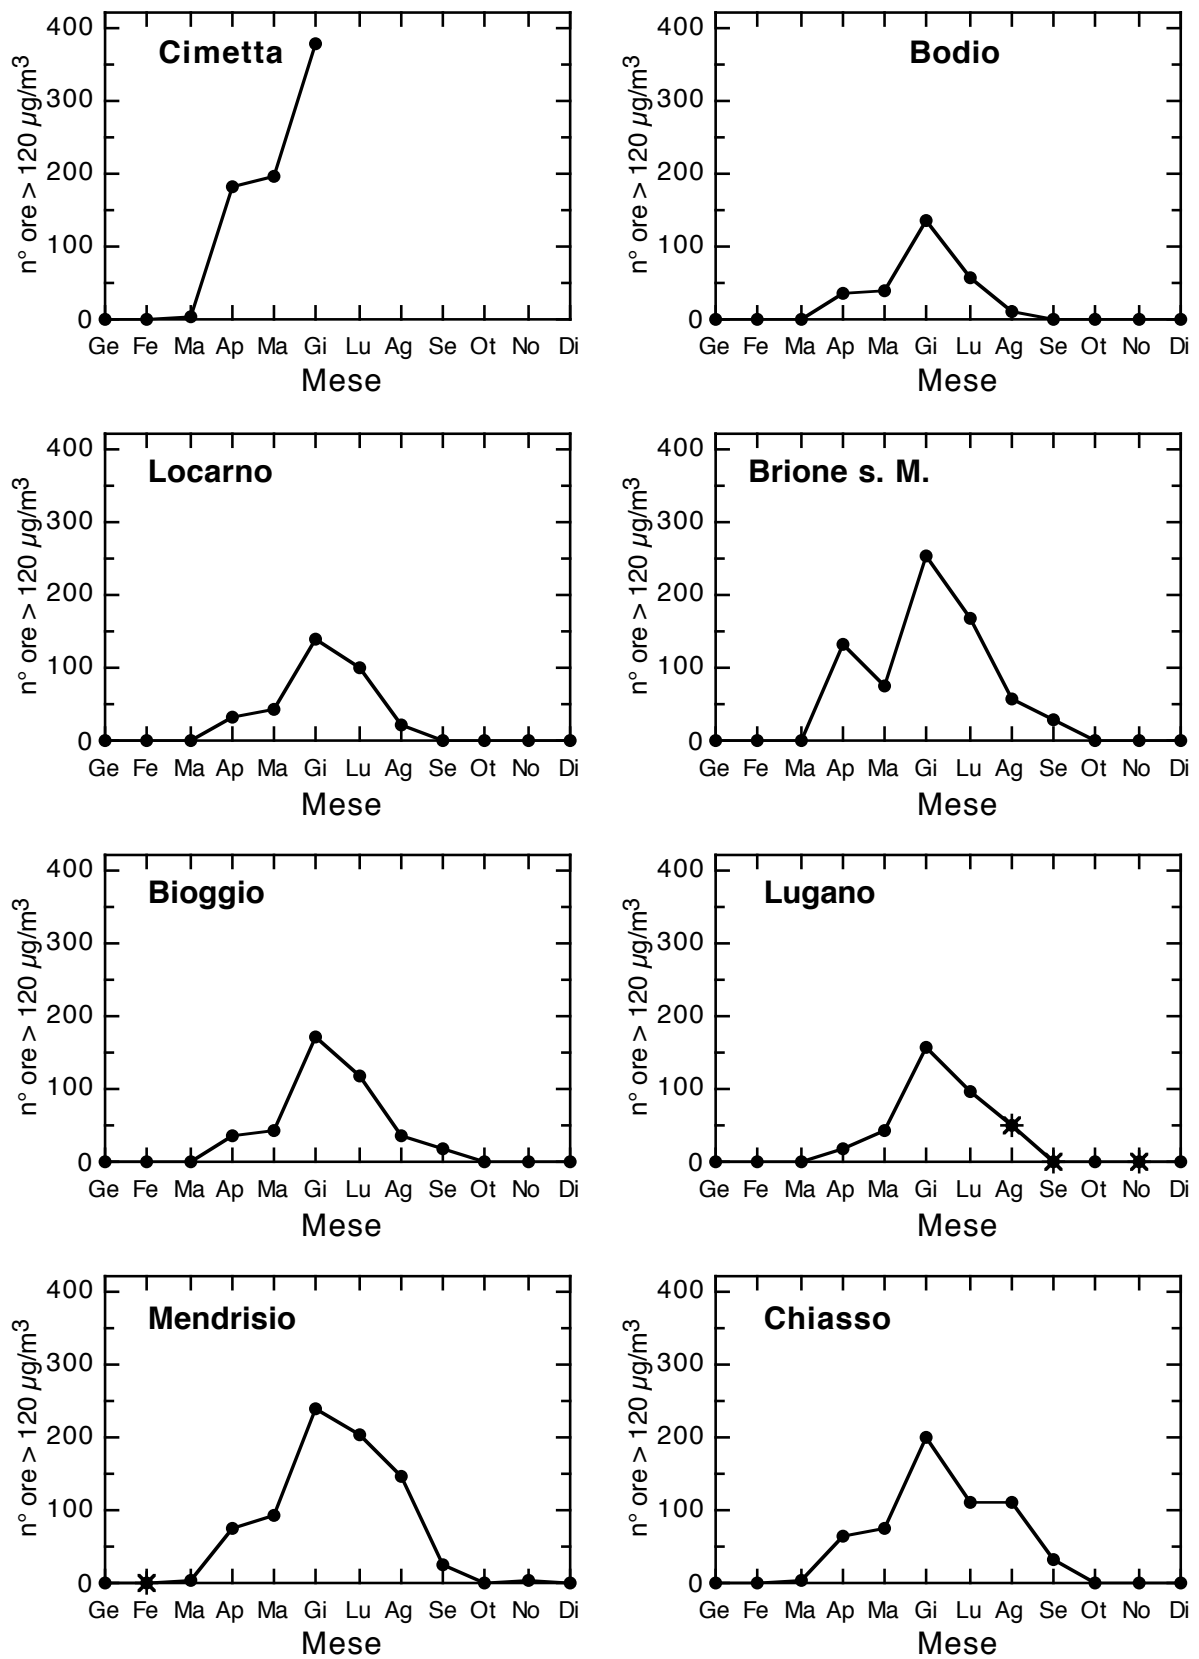 Cimetta
n° ore > 120 µg/m³
400
300
200
100
0
Ge Fe Ma Ap Ma Gi Lu Ag Se Ot No Di
Mese
Bodio
n° ore > 120 µg/m³
400
300
200
100
0
Ge Fe Ma Ap Ma Gi Lu Ag Se Ot No Di
Mese
Locarno
n° ore > 120 µg/m³
400
300
200
100
0
Ge Fe Ma Ap Ma Gi Lu Ag Se Ot No Di
Mese
Brione s. M.
n° ore > 120 µg/m³
400
300
200
100
0
Ge Fe Ma Ap Ma Gi Lu Ag Se Ot No Di
Mese
Bioggio
n° ore > 120 µg/m³
400
300
200
100
0
Ge Fe Ma Ap Ma Gi Lu Ag Se Ot No Di
Mese
Lugano
n° ore > 120 µg/m³
400
300
200
100
0
Ge Fe Ma Ap Ma Gi Lu Ag Se Ot No Di
Mese
Mendrisio
n° ore > 120 µg/m³
400
300
200
100
0
Ge Fe Ma Ap Ma Gi Lu Ag Se Ot No Di
Mese
Chiasso
n° ore > 120 µg/m³
400
300
200
100
0
Ge Fe Ma Ap Ma Gi Lu Ag Se Ot No Di
Mese